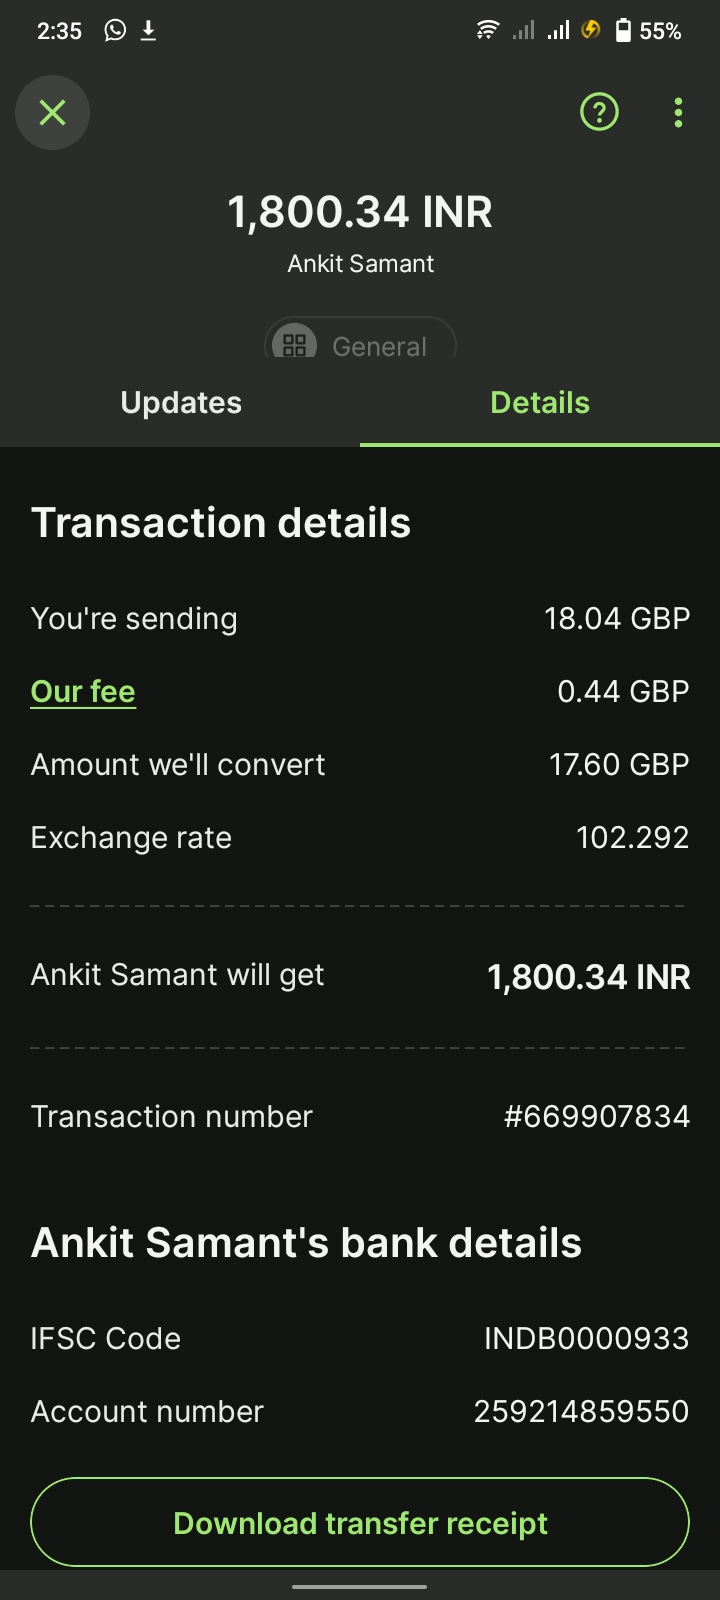 2:35 55%
1,800.34 INR
Ankit Samant
General
Updates Details
Transaction details
You're sending 18.04 GBP
Our fee 0.44 GBP
Amount we'll convert 17.60 GBP
Exchange rate 102.292
Ankit Samant will get 1,800.34 INR
Transaction number #669907834
Ankit Samant's bank details
IFSC Code INDB0000933
Account number 259214859550
Download transfer receipt